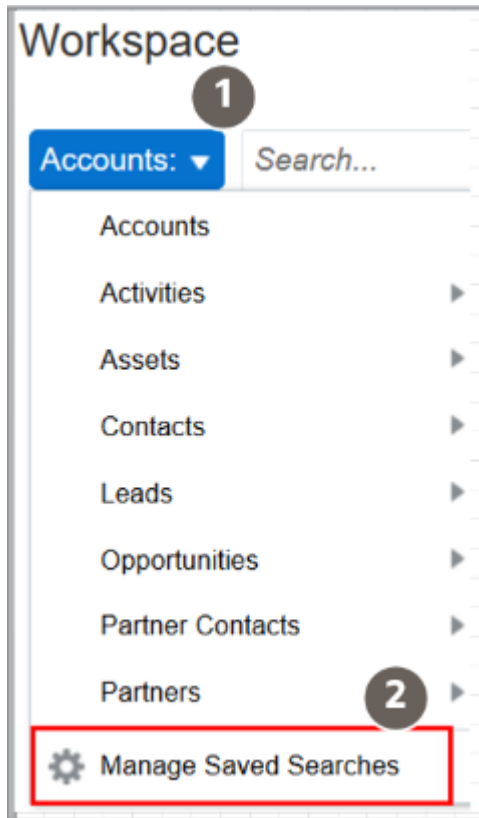 Workspace
1
Accounts: Search...
Accounts
Activities
Assets
Contacts
Leads
Opportunities
Partner Contacts
Partners
2
Manage Saved Searches